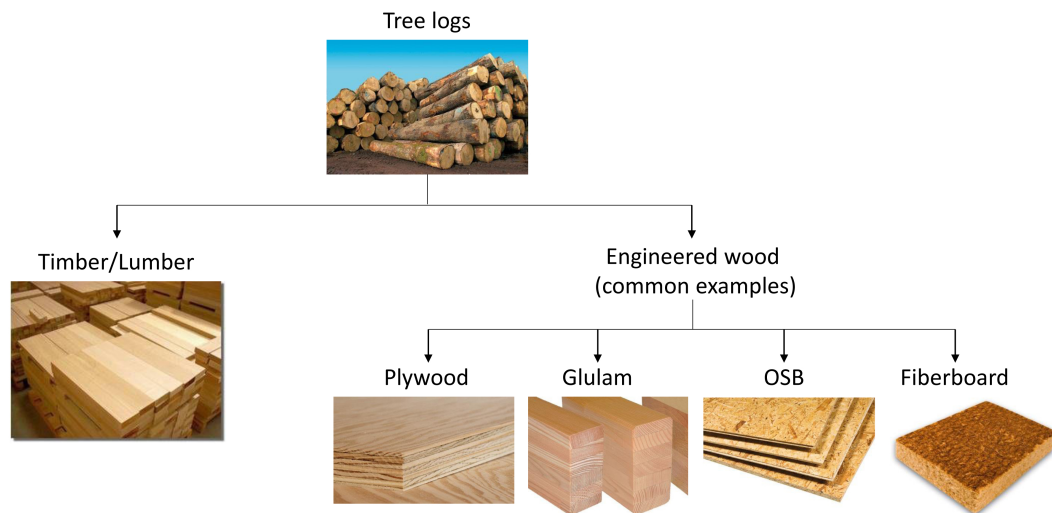 Tree logs
Timber/Lumber
Engineered wood
(common examples)
Plywood
Glulam
OSB
Fiberboard